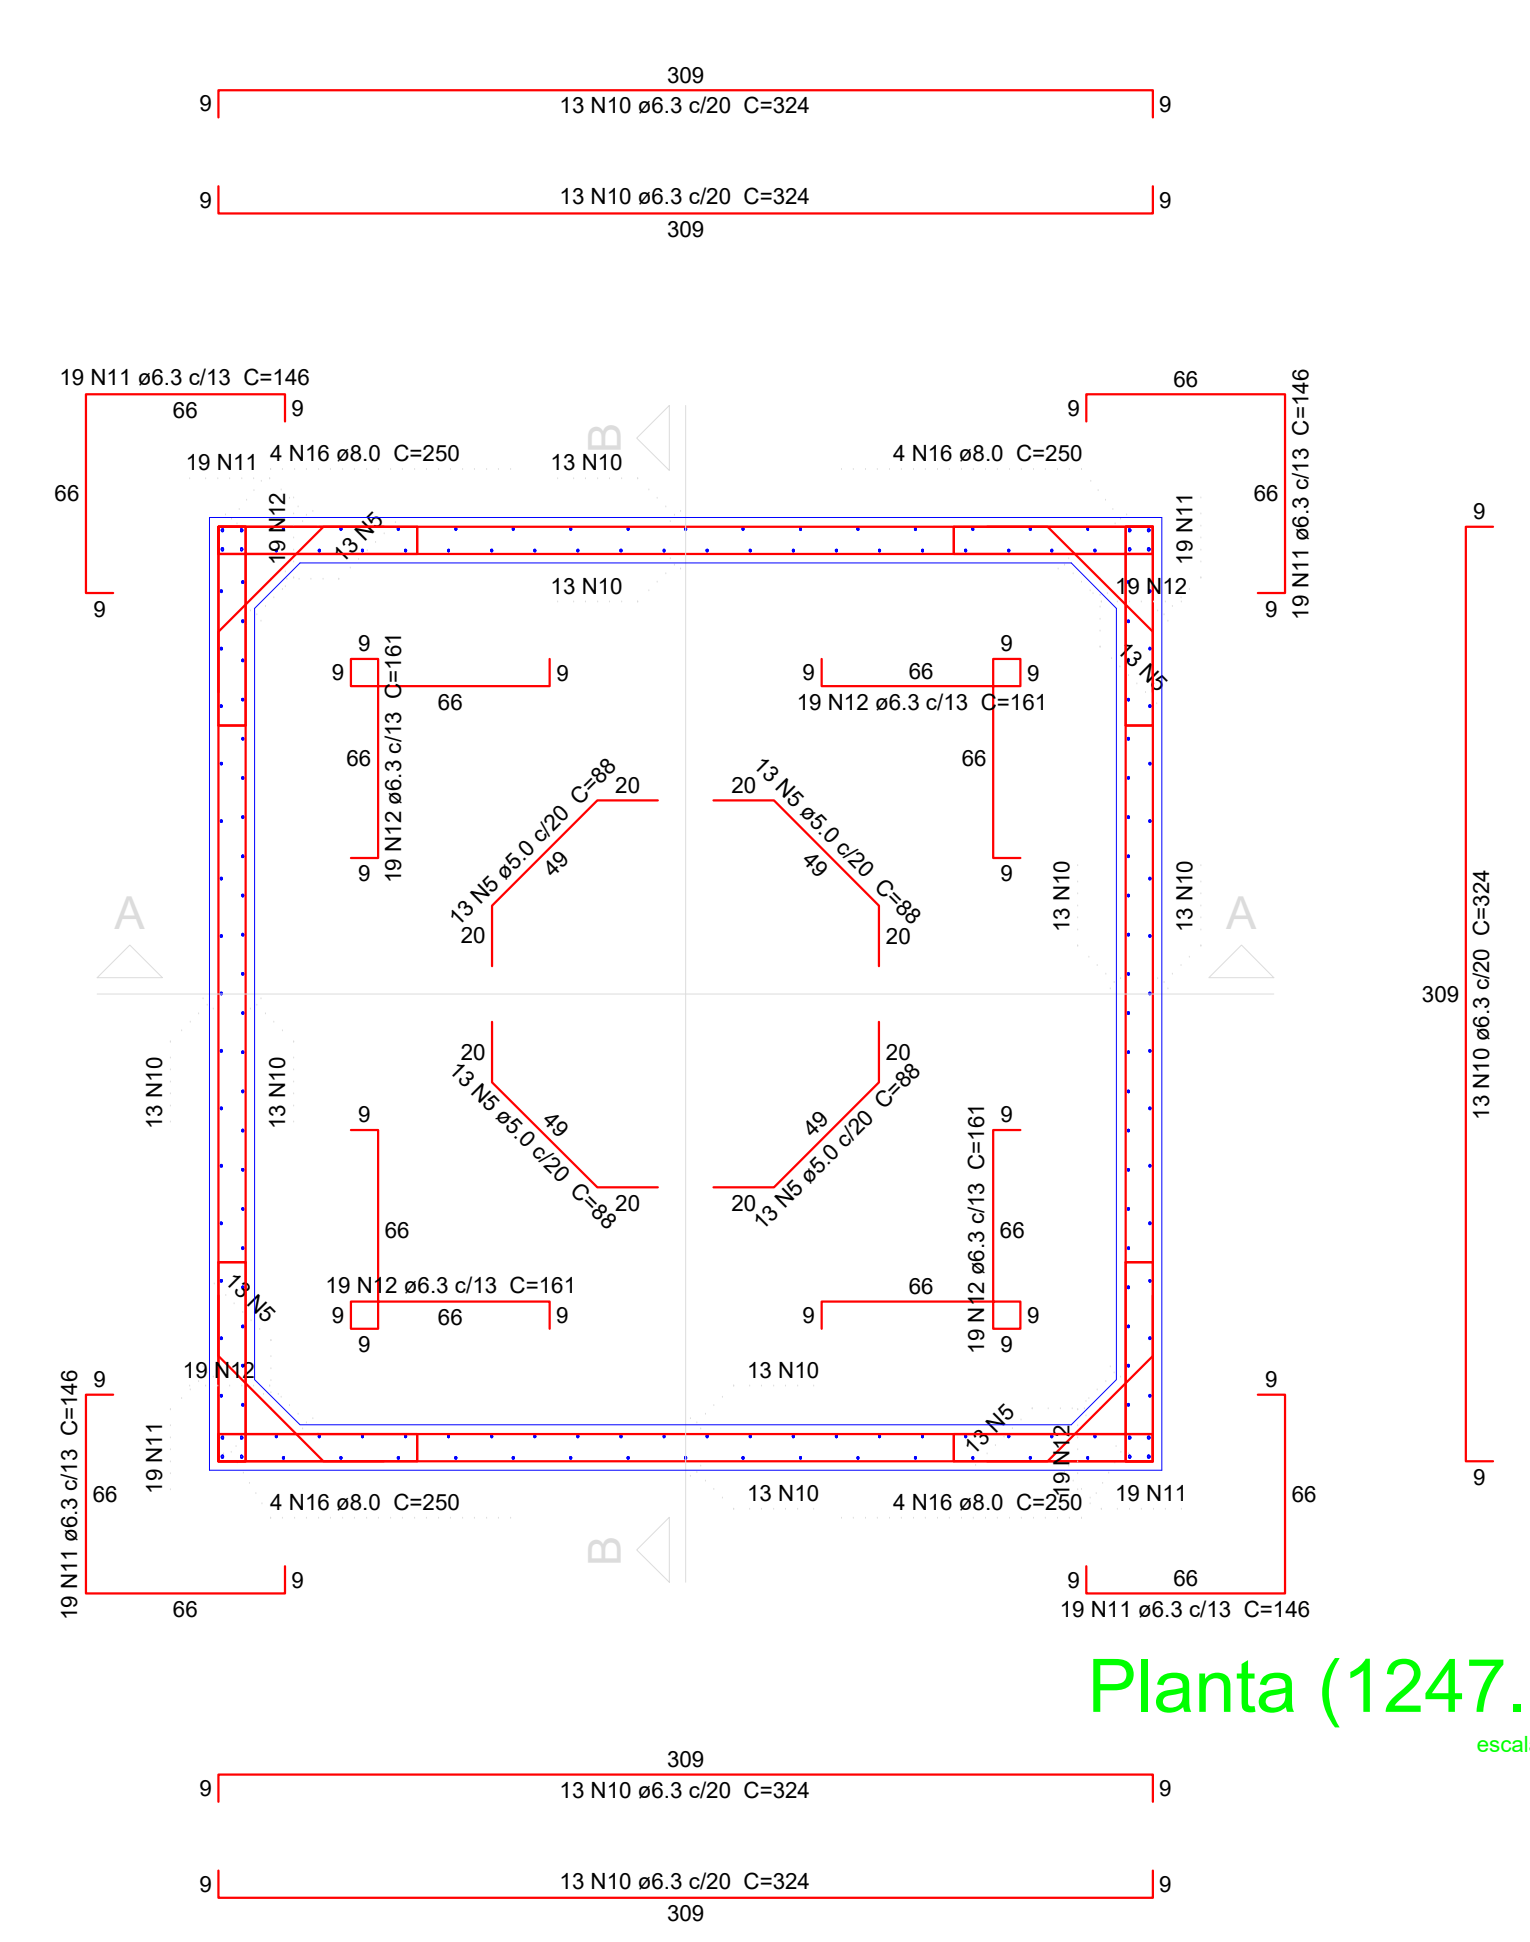 309
9
13 N10 ø6.3 c/20 C=324
9
9
13 N10 ø6.3 c/20 C=324
9
309
19 N11 ø6.3 c/13 C=146
66
9
66
9
66
9
66
9
19 N11 ø6.3 c/13 C=146
19 N11
4 N16 ø8.0 C=250
13 N10
B
4 N16 ø8.0 C=250
19 N12
13 N5
19 N11
13 N10
19 N12
13 N5
9
9
66
9
66
9
19 N12 ø6.3 c/13 C=161
9
9
66
9
19 N12 ø6.3 c/13 C=161
66
9
13 N5 ø5.0 c/20 C=88
20
49
20
13 N5 ø5.0 c/20 C=88
20
49
20
A
A
13 N10
13 N10
9
309
13 N10 ø6.3 c/20 C=324
9
13 N10
13 N10
20
13 N5 ø5.0 c/20 C=88
49
20
20
13 N5 ø5.0 c/20 C=88
49
20
9
66
19 N12 ø6.3 c/13 C=161
9
66
9
9
9
66
19 N12 ø6.3 c/13 C=161
66
9
9
9
13 N5
19 N12
13 N10
19 N11 ø6.3 c/13 C=146
9
66
66
9
19 N11
13 N5
19 N12
4 N16 ø8.0 C=250
13 N10
4 N16 ø8.0 C=250
19 N11
B
9
66
9
66
19 N11 ø6.3 c/13 C=146
Planta (1247.
escal
309
9
13 N10 ø6.3 c/20 C=324
9
9
13 N10 ø6.3 c/20 C=324
9
309